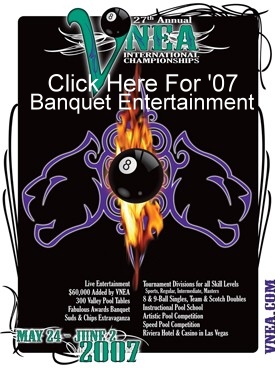 27th Annual
VNEA
INTERNATIONAL
CHAMPIONSHIPS
Click Here For '07
Banquet Entertainment
8
Live Entertainment
$60,000 Added by VNEA
300 Valley Pool Tables
Fabulous Awards Banquet
Suds & Chips Extravaganza
Tournament Divisions for all Skill Levels
Sports, Regular, Intermediate, Masters
8 & 9-Ball Singles, Team & Scotch Doubles
Instructional Pool School
Artistic Pool Competition
Speed Pool Competition
Riviera Hotel & Casino in Las Vegas
MAY 24 - JUNE 2
2007
VNEA.COM